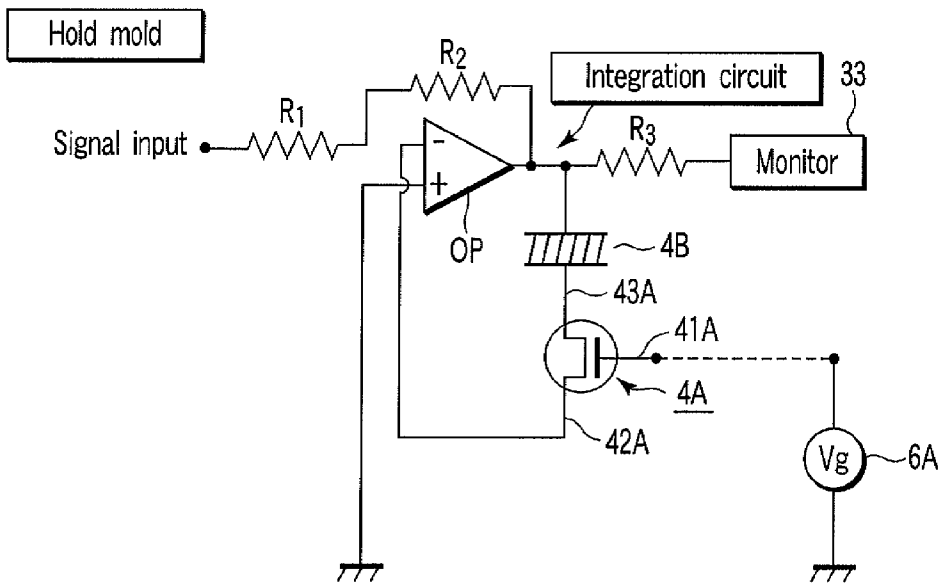 Hold mold
R2
Integration circuit
33
R1
Signal input
R3
Monitor
-
+
OP
4B
43A
41A
4A
42A
Vg
6A